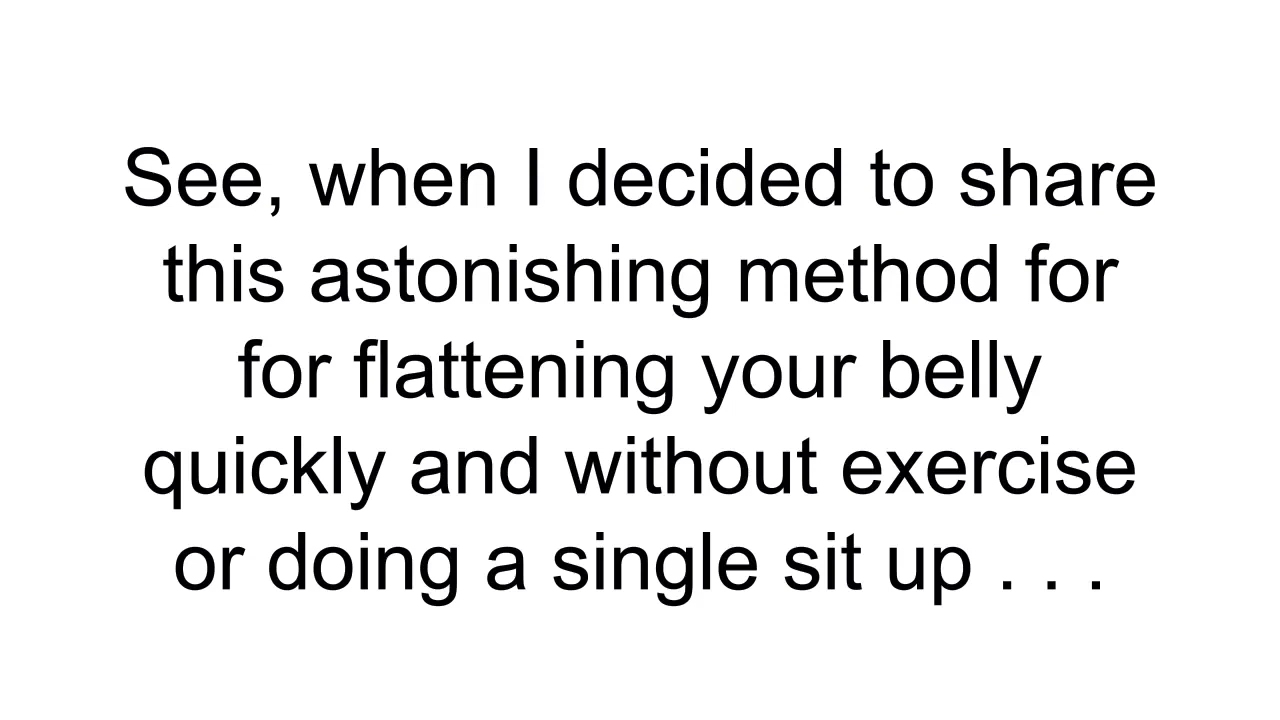 See, when I decided to share
this astonishing method for
for flattening your belly
quickly and without exercise
or doing a single sit up . . .